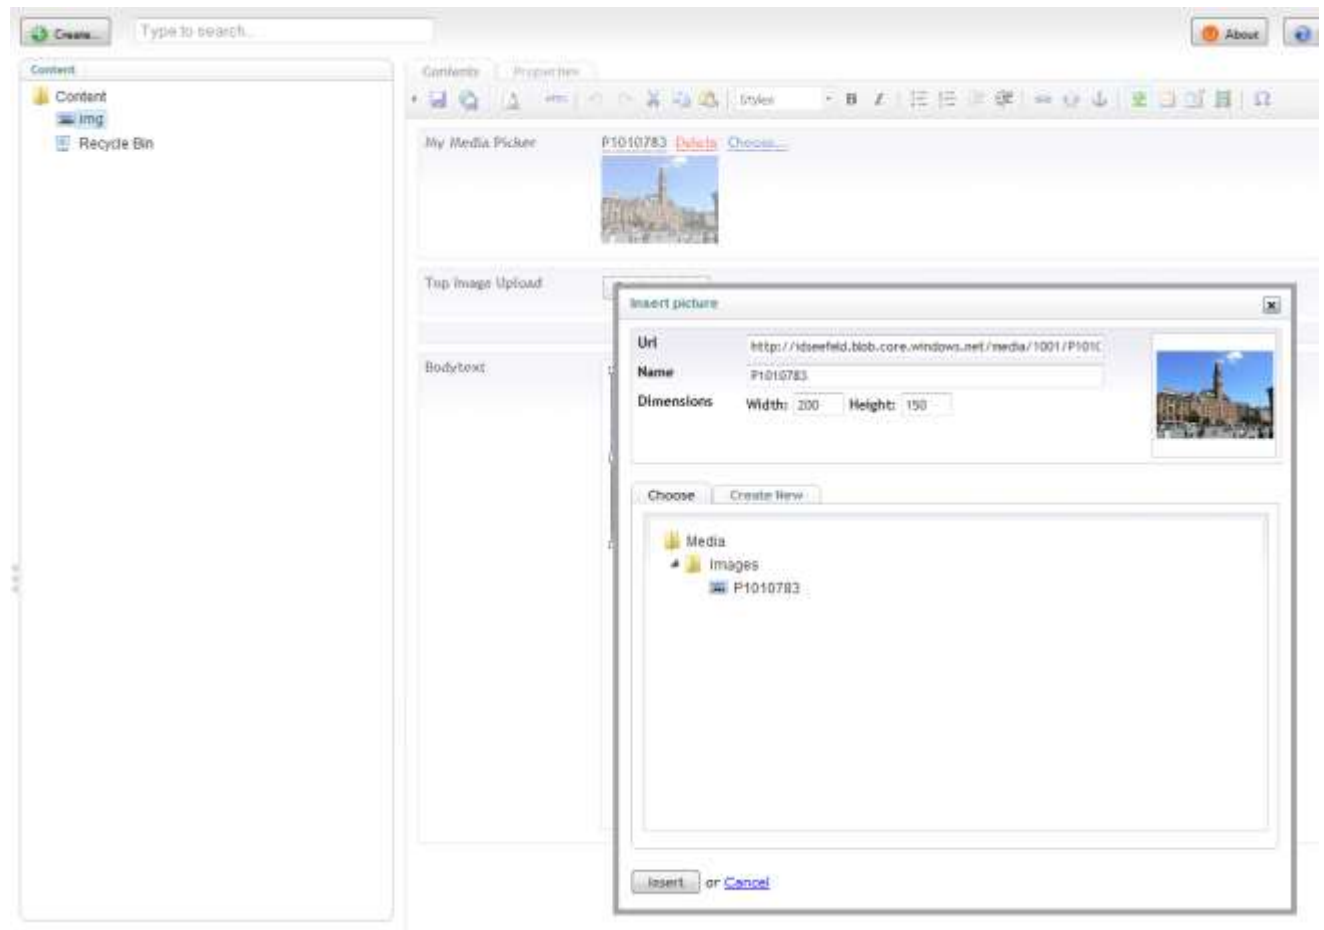 Create...
Type to search...
About
Content
Content
img
Recycle Bin
Contents
Properties
Styles
B
I
Ω
My Media Picker
P1010783 Delete Choose...
Top Image Upload
Bodytext
Insert picture
Url
http://idseefeld.blob.core.windows.net/media/1001/P1010
Name
P1010783
Dimensions
Width: 200 Height: 150
Choose
Create New
Media
Images
P1010783
Insert or Cancel